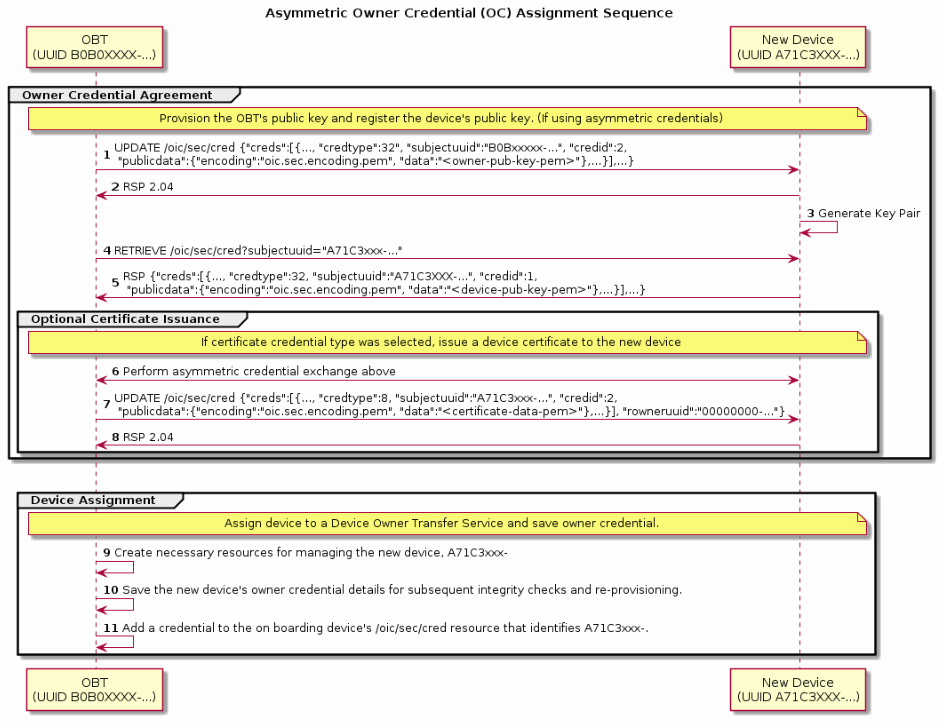 Asymmetric Owner Credential (OC) Assignment Sequence
OBT
(UUID B0B0XXXX-...)
New Device
(UUID A71C3XXX-...)
Owner Credential Agreement
Provision the OBT's public key and register the device's public key. (If using asymmetric credentials)
1 UPDATE /oic/sec/cred {"creds":[{..., "credtype":32, "subjectuuid":"B0Bxxxxx-...", "credid":2,
"publicdata":{"encoding":"oic.sec.encoding.pem", "data":"<owner-pub-key-pem>"},...}],...}
2 RSP 2.04
3 Generate Key Pair
4 RETRIEVE /oic/sec/cred?subjectuuid="A71C3xxx-..."
5 RSP {"creds":[{..., "credtype":32, "subjectuuid":"A71C3XXX-...", "credid":1,
"publicdata":{"encoding":"oic.sec.encoding.pem", "data":"<device-pub-key-pem>"},...}],...}
Optional Certificate Issuance
If certificate credential type was selected, issue a device certificate to the new device
6 Perform asymmetric credential exchange above
7 UPDATE /oic/sec/cred {"creds":[{..., "credtype":8, "subjectuuid":"A71C3xxx-...", "credid":2,
"publicdata":{"encoding":"oic.sec.encoding.pem", "data":"<certificate-data-pem>"},...}], "rowneruuid":"00000000-..."}
8 RSP 2.04
Device Assignment
Assign device to a Device Owner Transfer Service and save owner credential.
9 Create necessary resources for managing the new device, A71C3xxx-
10 Save the new device's owner credential details for subsequent integrity checks and re-provisioning.
11 Add a credential to the on boarding device's /oic/sec/cred resource that identifies A71C3xxx-.
OBT
(UUID B0B0XXXX-...)
New Device
(UUID A71C3XXX-...)